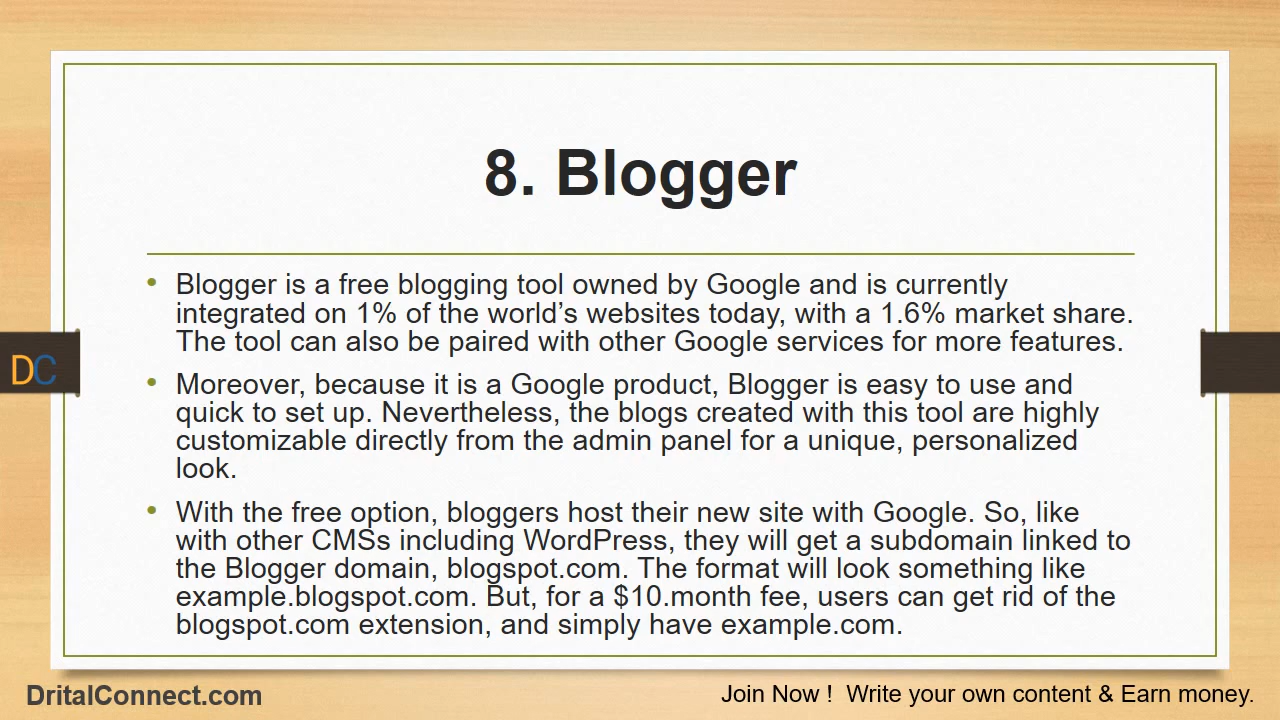 8. Blogger
• Blogger is a free blogging tool owned by Google and is currently
integrated on 1% of the world’s websites today, with a 1.6% market share.
The tool can also be paired with other Google services for more features.
• Moreover, because it is a Google product, Blogger is easy to use and
quick to set up. Nevertheless, the blogs created with this tool are highly
customizable directly from the admin panel for a unique, personalized
look.
• With the free option, bloggers host their new site with Google. So, like
with other CMSs including WordPress, they will get a subdomain linked to
the Blogger domain, blogspot.com. The format will look something like
example.blogspot.com. But, for a $10.month fee, users can get rid of the
blogspot.com extension, and simply have example.com.
DC
DritalConnect.com
Join Now !  Write your own content & Earn money.